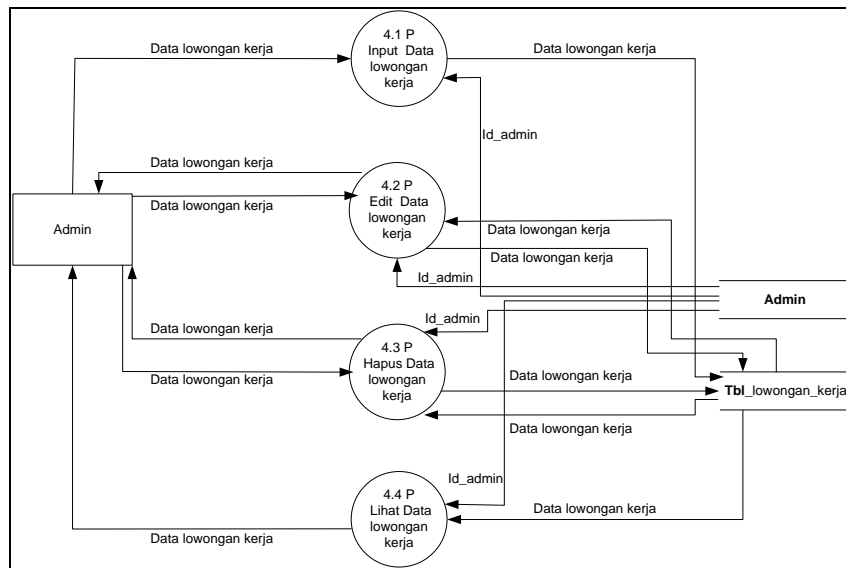 4.1 P
Input Data
lowongan
kerja
Data lowongan kerja
Data lowongan kerja
Id_admin
Data lowongan kerja
4.2 P
Edit Data
lowongan
kerja
Data lowongan kerja
Data lowongan kerja
Admin
Data lowongan kerja
Id_admin
Admin
Id_admin
4.3 P
Hapus Data
lowongan
kerja
Data lowongan kerja
Data lowongan kerja
Data lowongan kerja
Tbl_lowongan_kerja
Data lowongan kerja
4.4 P
Lihat Data
lowongan
kerja
Id_admin
Data lowongan kerja
Data lowongan kerja